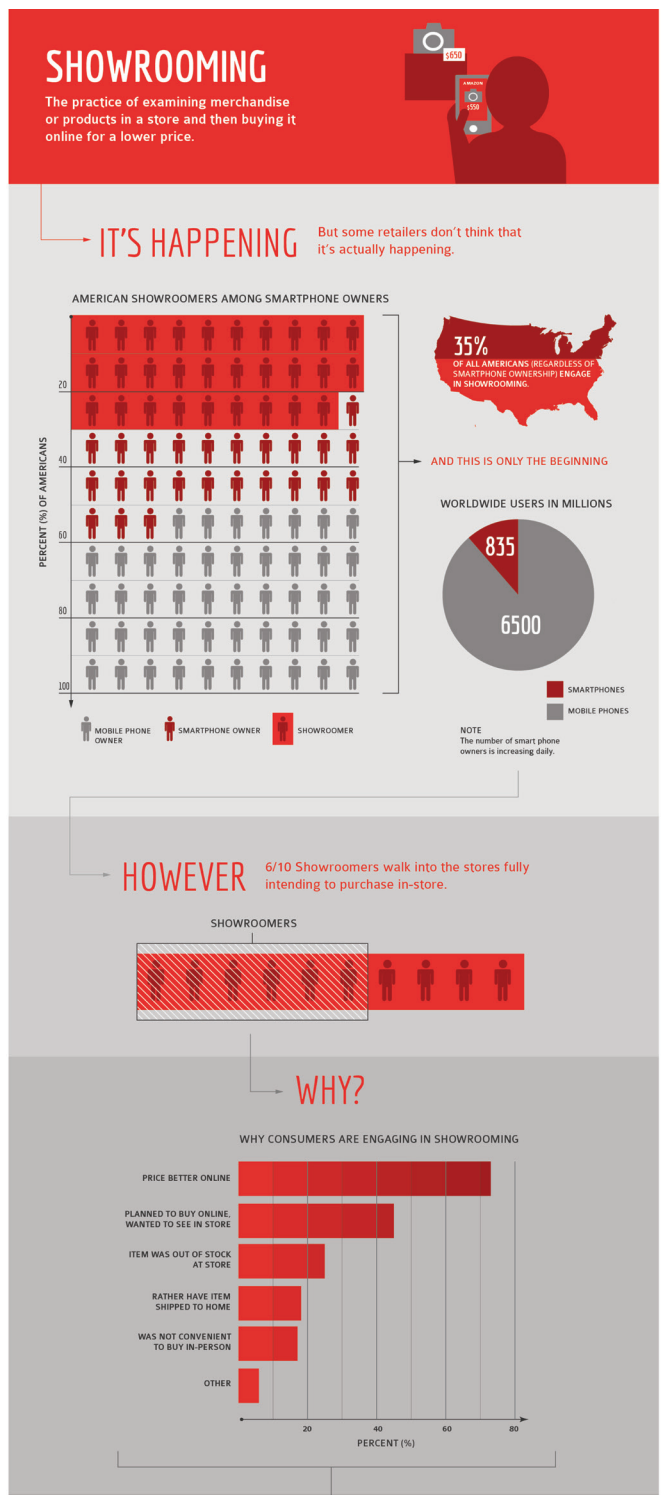 SHOWROOMING
The practice of examining merchandise
or products in a store and then buying it
online for a lower price.
$650
AMAZON
$550
IT'S HAPPENING
But some retailers don't think that
it's actually happening.
AMERICAN SHOWROOMERS AMONG SMARTPHONE OWNERS
PERCENT (%) OF AMERICANS
20
40
60
80
100
MOBILE PHONE
OWNER
SMARTPHONE OWNER
SHOWROOMER
35%
OF ALL AMERICANS (REGARDLESS OF
SMARTPHONE OWNERSHIP) ENGAGE
IN SHOWROOMING.
AND THIS IS ONLY THE BEGINNING
WORLDWIDE USERS IN MILLIONS
835
6500
SMARTPHONES
MOBILE PHONES
NOTE
The number of smart phone
owners is increasing daily.
HOWEVER
6/10 Showroomers walk into the stores fully
intending to purchase in-store.
SHOWROOMERS
WHY?
WHY CONSUMERS ARE ENGAGING IN SHOWROOMING
PRICE BETTER ONLINE
PLANNED TO BUY ONLINE,
WANTED TO SEE IN STORE
ITEM WAS OUT OF STOCK
AT STORE
RATHER HAVE ITEM
SHIPPED TO HOME
WAS NOT CONVENIENT
TO BUY IN-PERSON
OTHER
20
40
60
80
PERCENT (%)